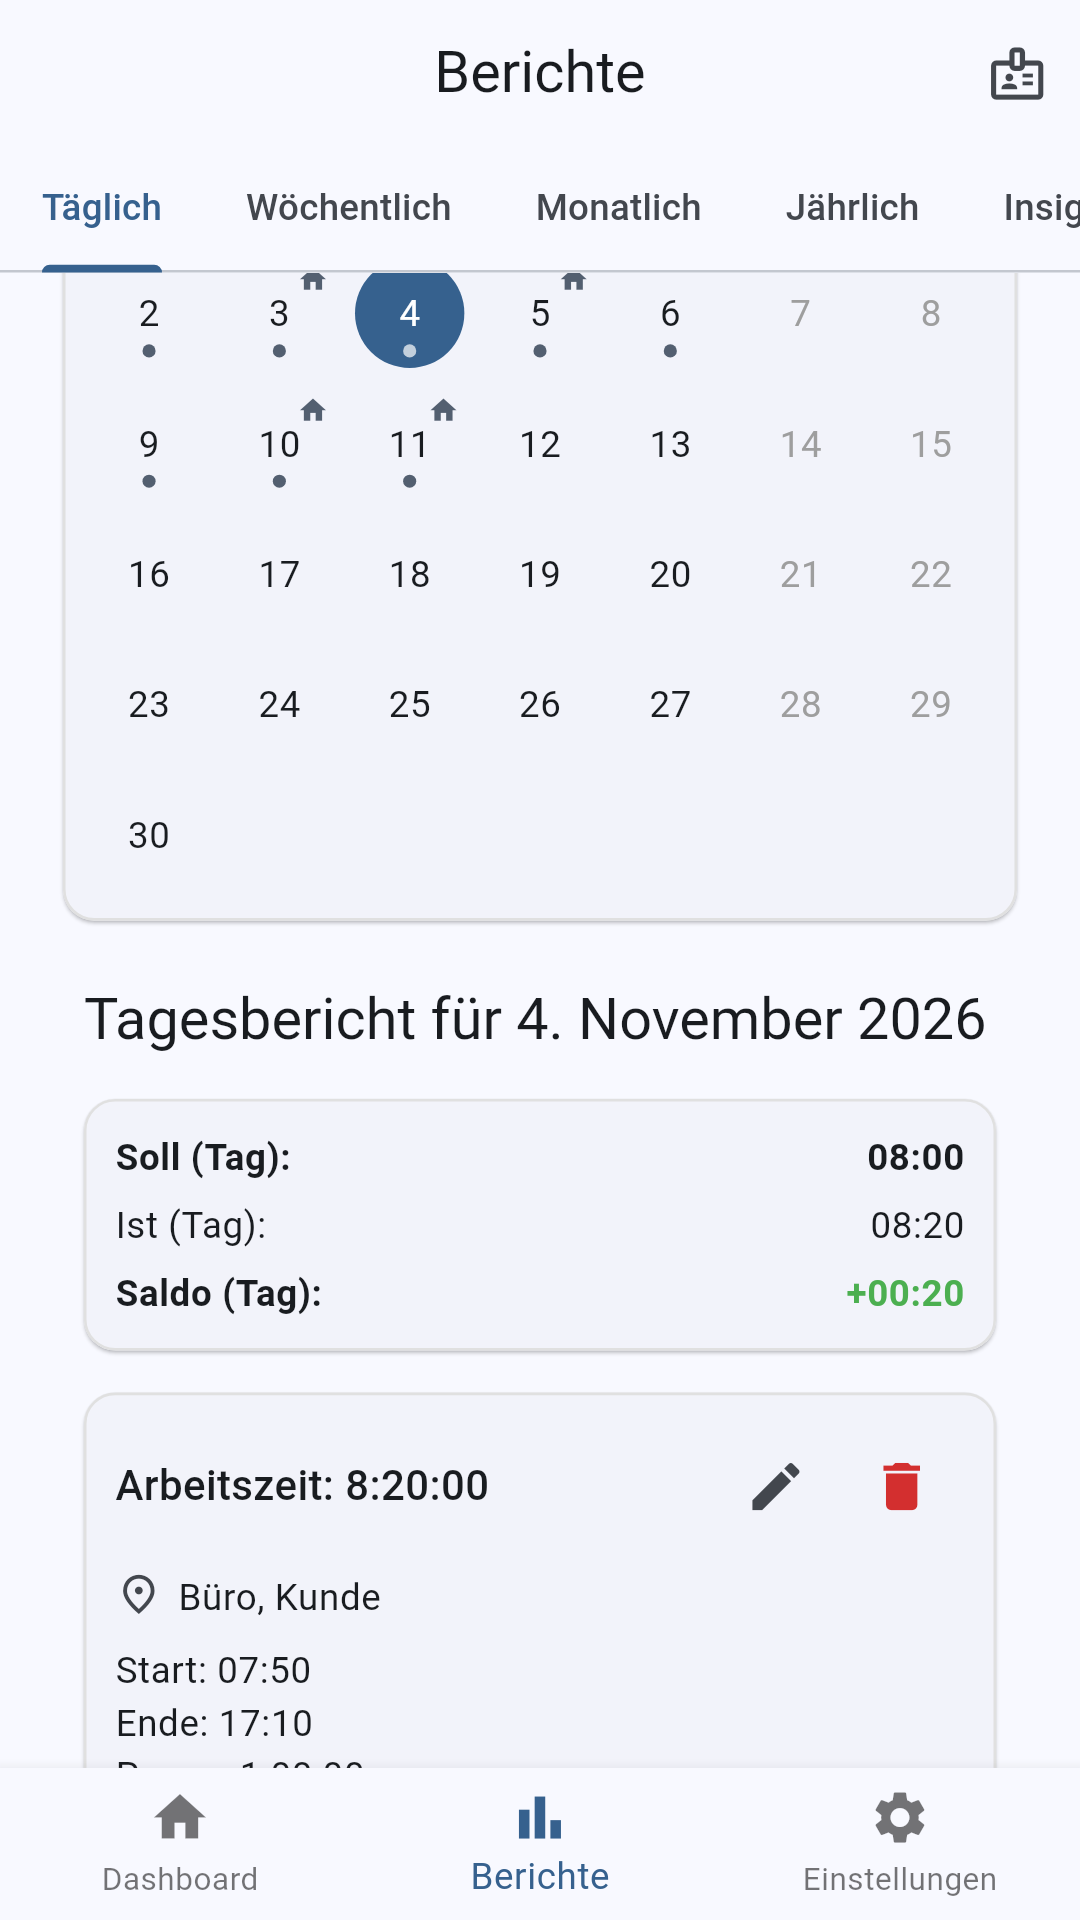 Berichte
Täglich Wöchentlich Monatlich Jährlich Insig
2 3 4 5 6 7 8
9 10 11 12 13 14 15
16 17 18 19 20 21 22
23 24 25 26 27 28 29
30
Tagesbericht für 4. November 2026
Soll (Tag): 08:00
Ist (Tag): 08:20
Saldo (Tag): +00:20
Arbeitszeit: 8:20:00
Büro, Kunde
Start: 07:50
Ende: 17:10
Dashboard Berichte Einstellungen